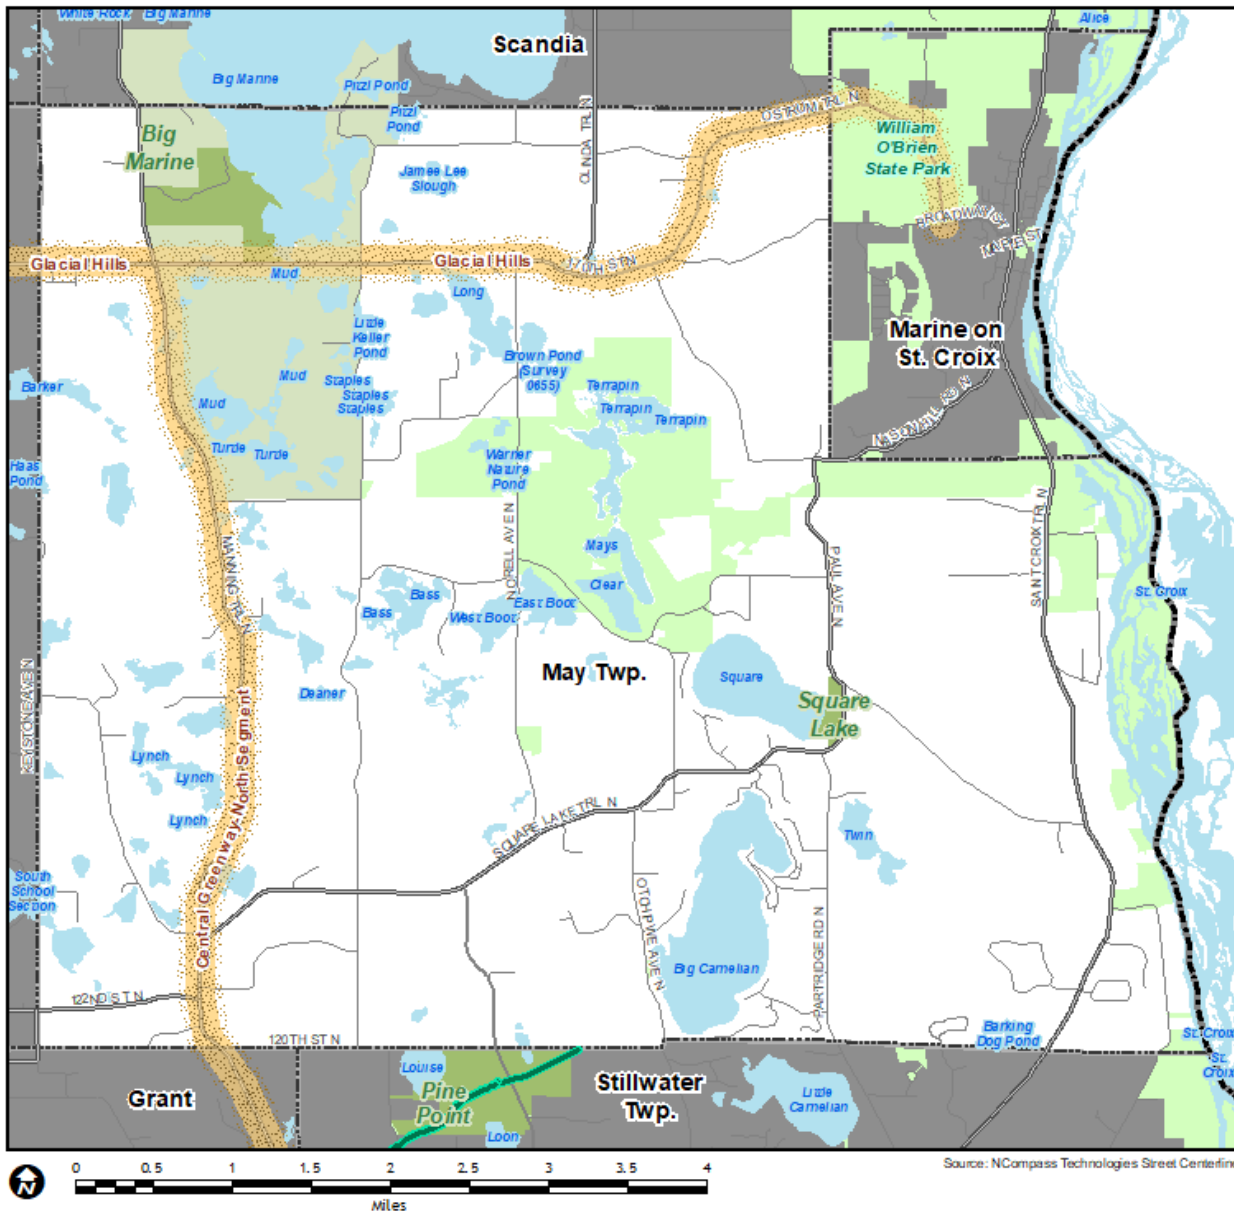 White Rock
Big Marine
Alice
Scandia
Big Marine
Pitzl Pond
Pitzl
Pond
OLINDA TRL N
OSTRUM TRL N
Big
Marine
William
O'Brien
State Park
James Lee
Slough
BROADWAY ST
MAPLE ST
Glacial Hills
Glacial Hills
170TH ST N
Mud
Long
Little
Keller
Pond
Marine on
St. Croix
Brown Pond
(Survey
0655)
Barker
Mud
Staples
Staples
Staples
Terrapin
Terrapin
Terrapin
Mud
NASON HILL RD N
Turtle
Turtle
Haas
Pond
Warner
Nature
Pond
MANNING TRL N
NORELL AVE N
Mays
PAUL AVE N
SAINT CROIX TRL N
Clear
St. Croix
Bass
Bass
East Boot
West Boot
May Twp.
Square
Deaner
Square
Lake
KEYSTONE AVE N
Central Greenway-North Segment
Lynch
Lynch
Lynch
SQUARE LAKE TRL N
Twin
South
School
Section
OTCHIPWE AVE N
PARTRIDGE RD N
Big Carnelian
122ND ST N
120TH ST N
Barking
Dog Pond
St. Croix
St.
Croix
Louise
Grant
Pine
Point
Stillwater
Twp.
Little
Carnelian
Loon
N
0 0.5 1 1.5 2 2.5 3 3.5 4
Miles
Source: NCompass Technologies Street Centerline